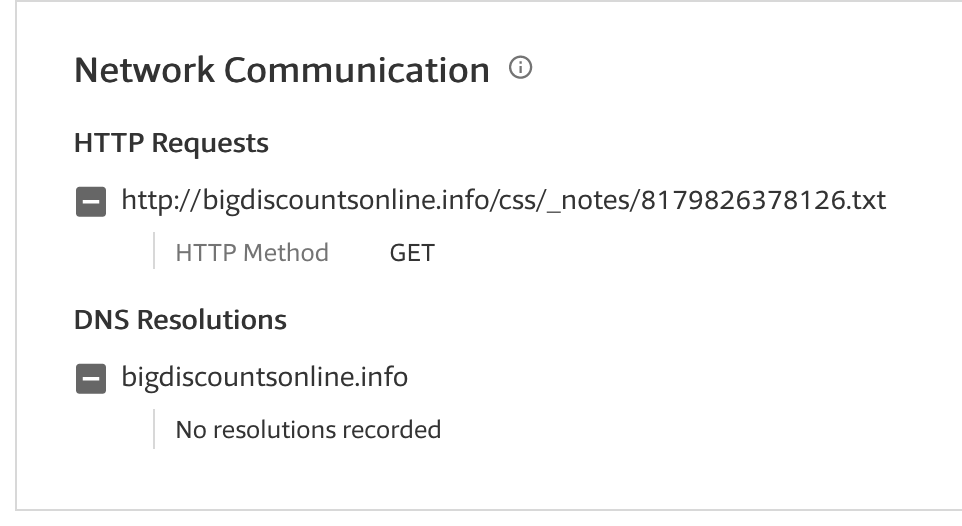 Network Communication
HTTP Requests
http://bigdiscountsonline.info/css/_notes/8179826378126.txt
HTTP Method GET
DNS Resolutions
bigdiscountsonline.info
No resolutions recorded